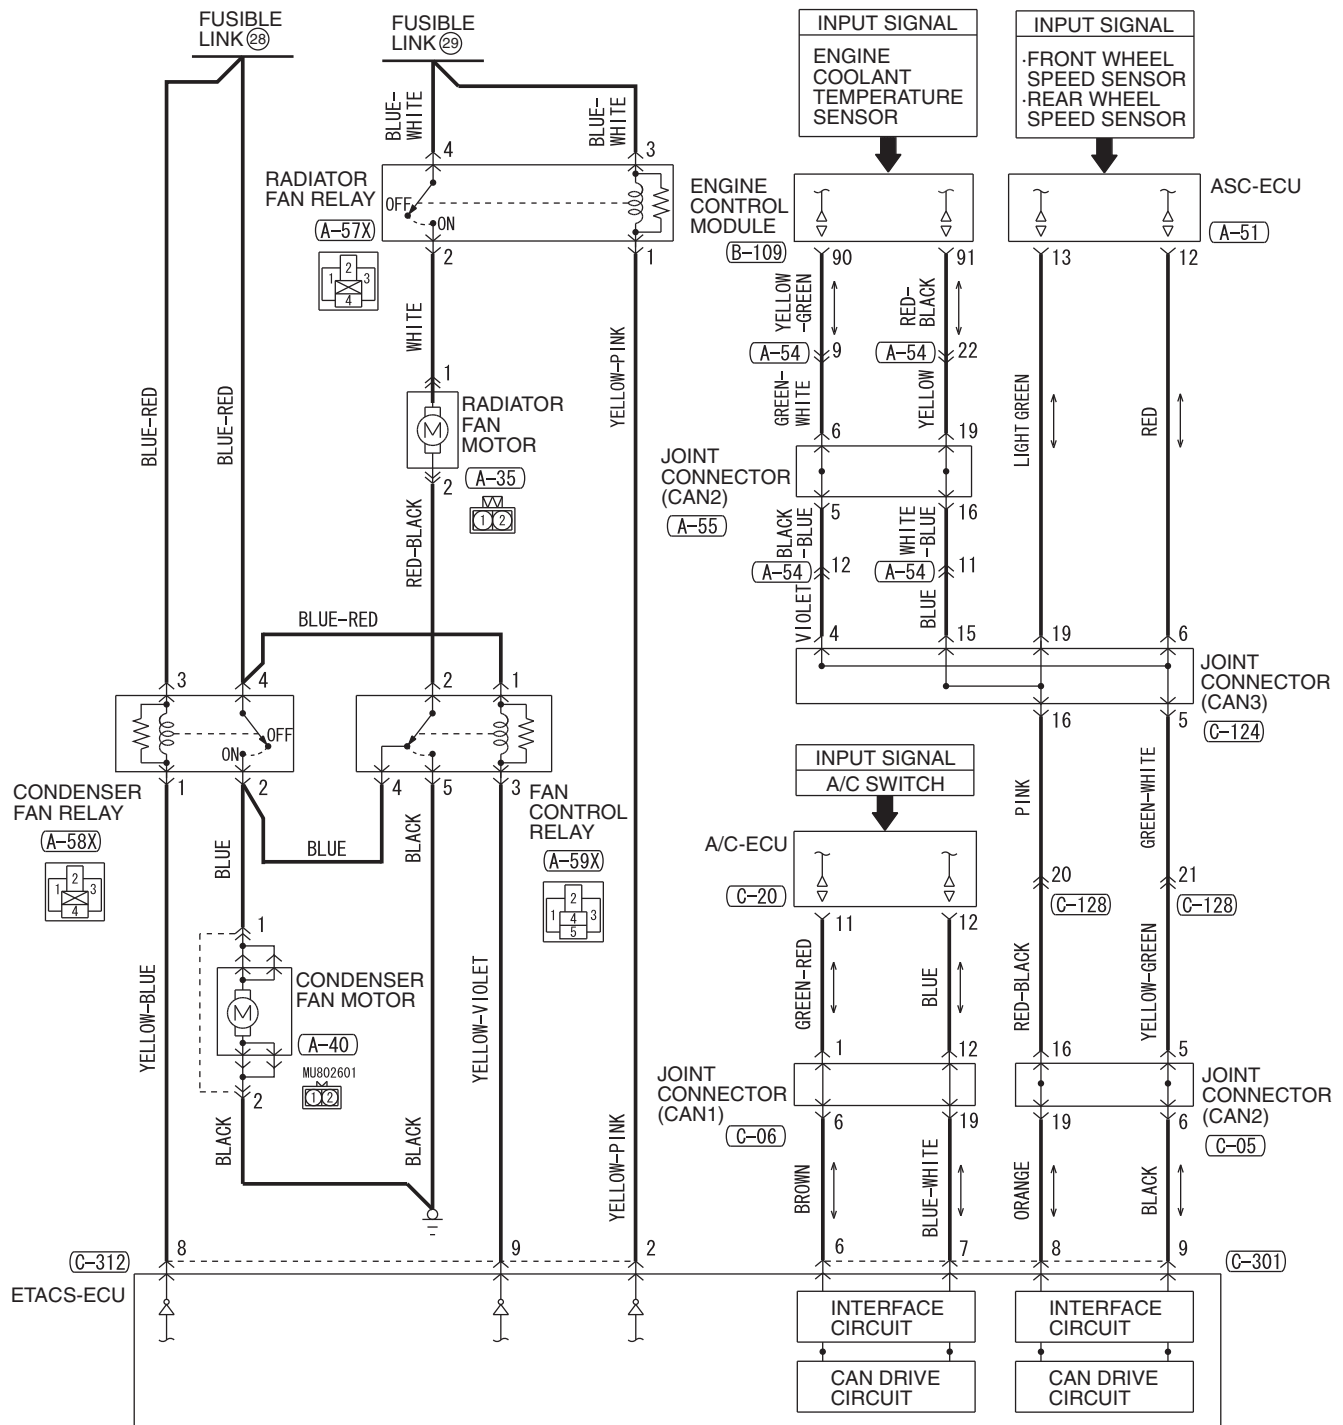 FUSIBLE
LINK 28
FUSIBLE
LINK 29
INPUT SIGNAL
ENGINE
COOLANT
TEMPERATURE
SENSOR
INPUT SIGNAL
·FRONT WHEEL
SPEED SENSOR
·REAR WHEEL
SPEED SENSOR
BLUE-
WHITE
BLUE-
WHITE
4
3
RADIATOR
FAN RELAY
A-57X
OFF
ON
2
1
2
1 3
4
ENGINE
CONTROL
MODULE
B-109
90
91
ASC-ECU
A-51
13
12
YELLOW
-GREEN
RED-
BLACK
A-54
9
A-54
22
GREEN-
WHITE
YELLOW
LIGHT GREEN
RED
BLUE-RED
BLUE-RED
WHITE
YELLOW-PINK
1
M
RADIATOR
FAN
MOTOR
2
A-35
1 2
RED-BLACK
6
19
JOINT
CONNECTOR
(CAN2)
A-55
5
16
BLACK
-BLUE
WHITE
-BLUE
A-54
12
A-54
11
VIOLET
BLUE
4
15
19
6
JOINT
CONNECTOR
(CAN3)
C-124
16
5
BLUE-RED
3
4
2
1
OFF
ON
1
2
4
5
3
CONDENSER
FAN RELAY
A-58X
2
1 3
4
FAN
CONTROL
RELAY
A-59X
2
1 4 3
5
BLUE
BLUE
BLACK
INPUT SIGNAL
A/C SWITCH
A/C-ECU
C-20
11
12
PINK
GREEN-WHITE
20
C-128
21
C-128
GREEN-RED
BLUE
RED-BLACK
YELLOW-GREEN
YELLOW-BLUE
1
M
CONDENSER
FAN MOTOR
A-40
MU802601
1 2
2
YELLOW-VIOLET
BLACK
BLACK
YELLOW-PINK
1
12
16
5
JOINT
CONNECTOR
(CAN1)
C-06
6
19
19
6
JOINT
CONNECTOR
(CAN2)
C-05
BROWN
BLUE-WHITE
ORANGE
BLACK
C-312
8
9
2
6
7
8
9
C-301
ETACS-ECU
INTERFACE
CIRCUIT
INTERFACE
CIRCUIT
CAN DRIVE
CIRCUIT
CAN DRIVE
CIRCUIT